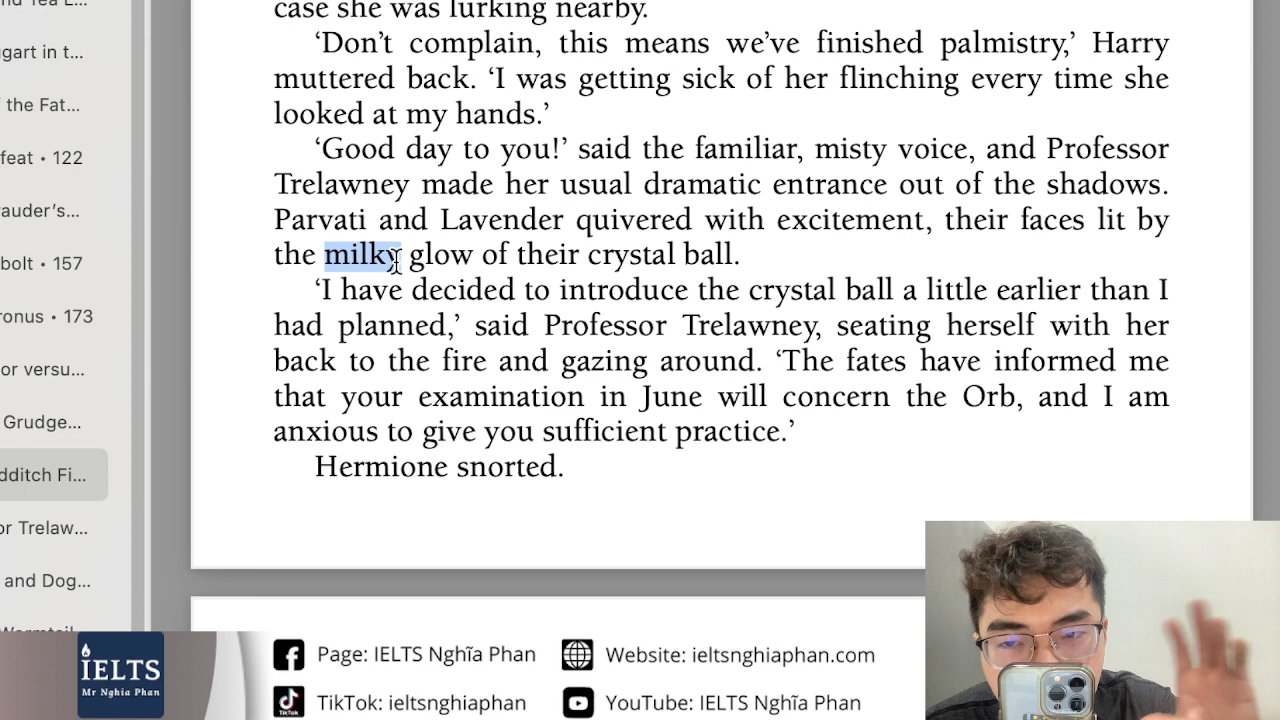 nd Tea L...
ggart in t...
f the Fat...
feat • 122
rauder's...
bolt • 157
ronus • 173
or versu...
Grudge...
dditch Fi...
or Trelaw...
and Dog...
case she was lurking nearby.
‘Don’t complain, this means we’ve finished palmistry,’ Harry
muttered back. ‘I was getting sick of her flinching every time she
looked at my hands.’
‘Good day to you!’ said the familiar, misty voice, and Professor
Trelawney made her usual dramatic entrance out of the shadows.
Parvati and Lavender quivered with excitement, their faces lit by
the milky glow of their crystal ball.
‘I have decided to introduce the crystal ball a little earlier than I
had planned,’ said Professor Trelawney, seating herself with her
back to the fire and gazing around. ‘The fates have informed me
that your examination in June will concern the Orb, and I am
anxious to give you sufficient practice.’
Hermione snorted.
IELTS
Mr Nghia Phan
Page: IELTS Nghĩa Phan
Website: ieltsnghiaphan.com
TikTok: ieltsnghiaphan
YouTube: IELTS Nghĩa Phan